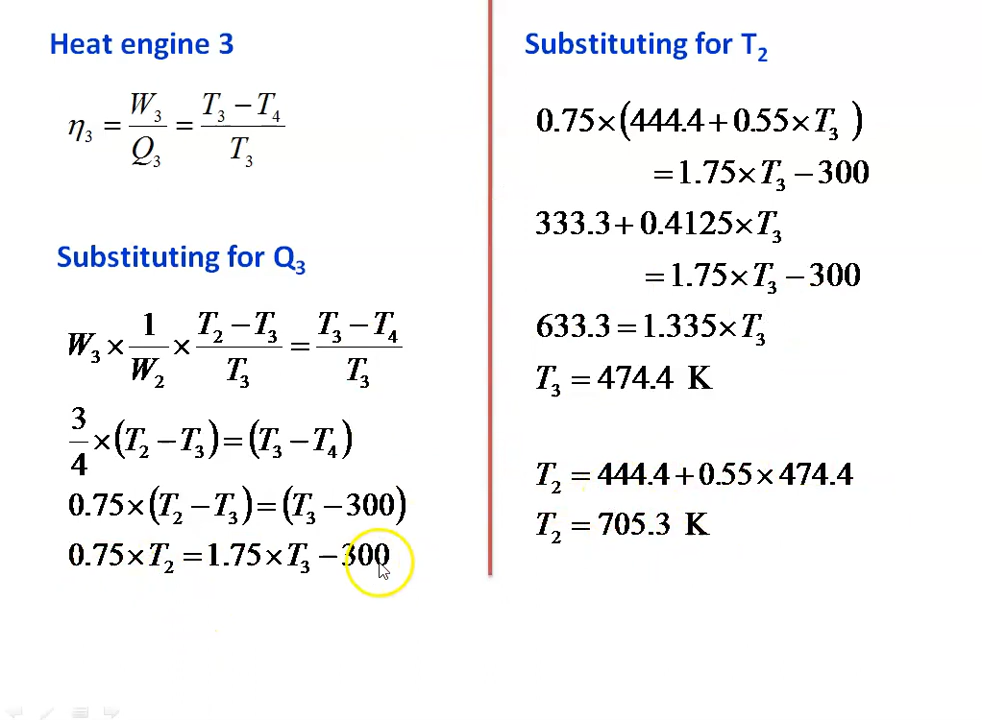 Heat engine 3
η₃ = W₃/Q₃ = (T₃ − T₄)/T₃
Substituting for Q₃
W₃ × 1/W₂ × (T₂ − T₃)/T₃ = (T₃ − T₄)/T₃
3/4 × (T₂ − T₃) = (T₃ − T₄)
0.75 × (T₂ − T₃) = (T₃ − 300)
0.75 × T₂ = 1.75 × T₃ − 300
Substituting for T₂
0.75 × (444.4 + 0.55 × T₃ )
= 1.75 × T₃ − 300
333.3 + 0.4125 × T₃
= 1.75 × T₃ − 300
633.3 = 1.335 × T₃
T₃ = 474.4 K
T₂ = 444.4 + 0.55 × 474.4
T₂ = 705.3 K